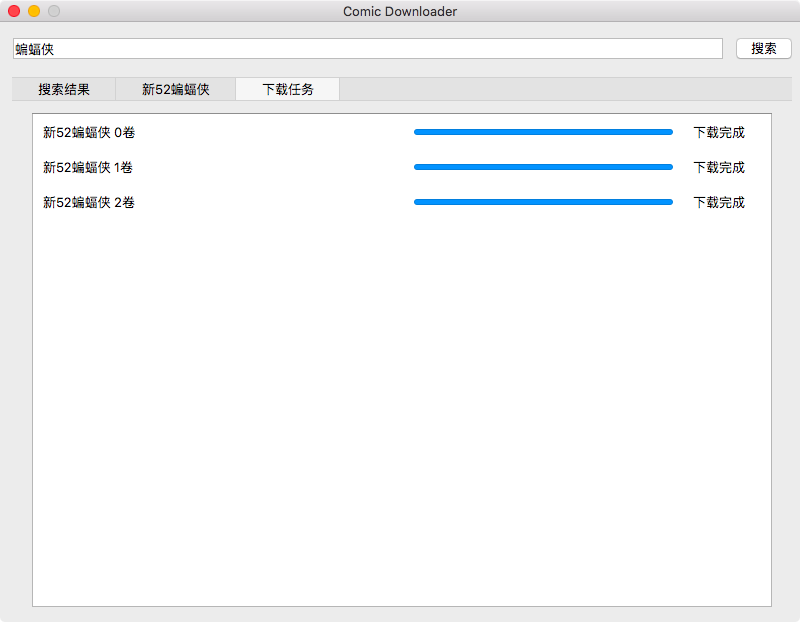 Comic Downloader
蝙蝠侠 搜索
搜索结果 新52蝙蝠侠 下载任务
新52蝙蝠侠 0卷 下载完成
新52蝙蝠侠 1卷 下载完成
新52蝙蝠侠 2卷 下载完成